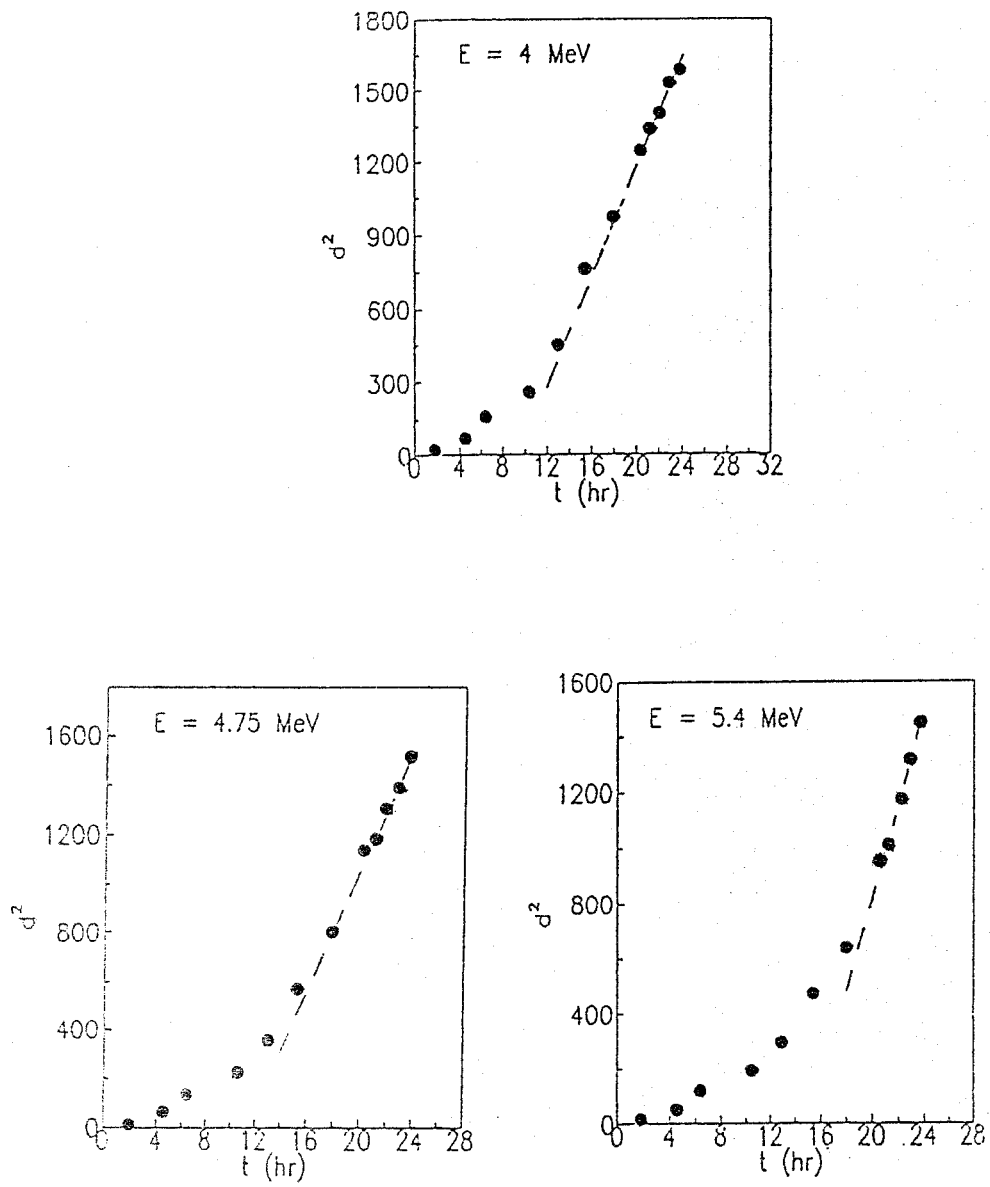 E = 4 MeV
1800
1500
1200
900
600
300
0
d²
0 4 8 12 16 20 24 28 32
t (hr)
E = 4.75 MeV
1600
1200
800
400
0
d²
0 4 8 12 16 20 24 28
t (hr)
E = 5.4 MeV
1600
1200
800
400
0
d²
0 4 8 12 16 20 24 28
t (hr)